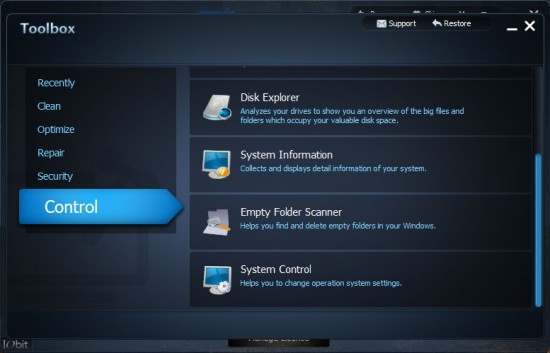 Toolbox
Support
Restore
Recently
Clean
Optimize
Repair
Security
Control
Disk Explorer
Analyzes your drives to show you an overview of the big files and
folders which occupy your valuable disk space.
System Information
Collects and displays detail information of your system.
Empty Folder Scanner
Helps you find and delete empty folders in your Windows.
System Control
Helps you to change operation system settings.
Manage License